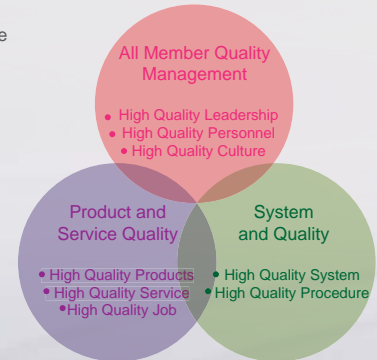 e
All Member Quality
Management
• High Quality Leadership
• High Quality Personnel
• High Quality Culture
Product and
Service Quality
• High Quality Products
• High Quality Service
• High Quality Job
System
and Quality
• High Quality System
• High Quality Procedure